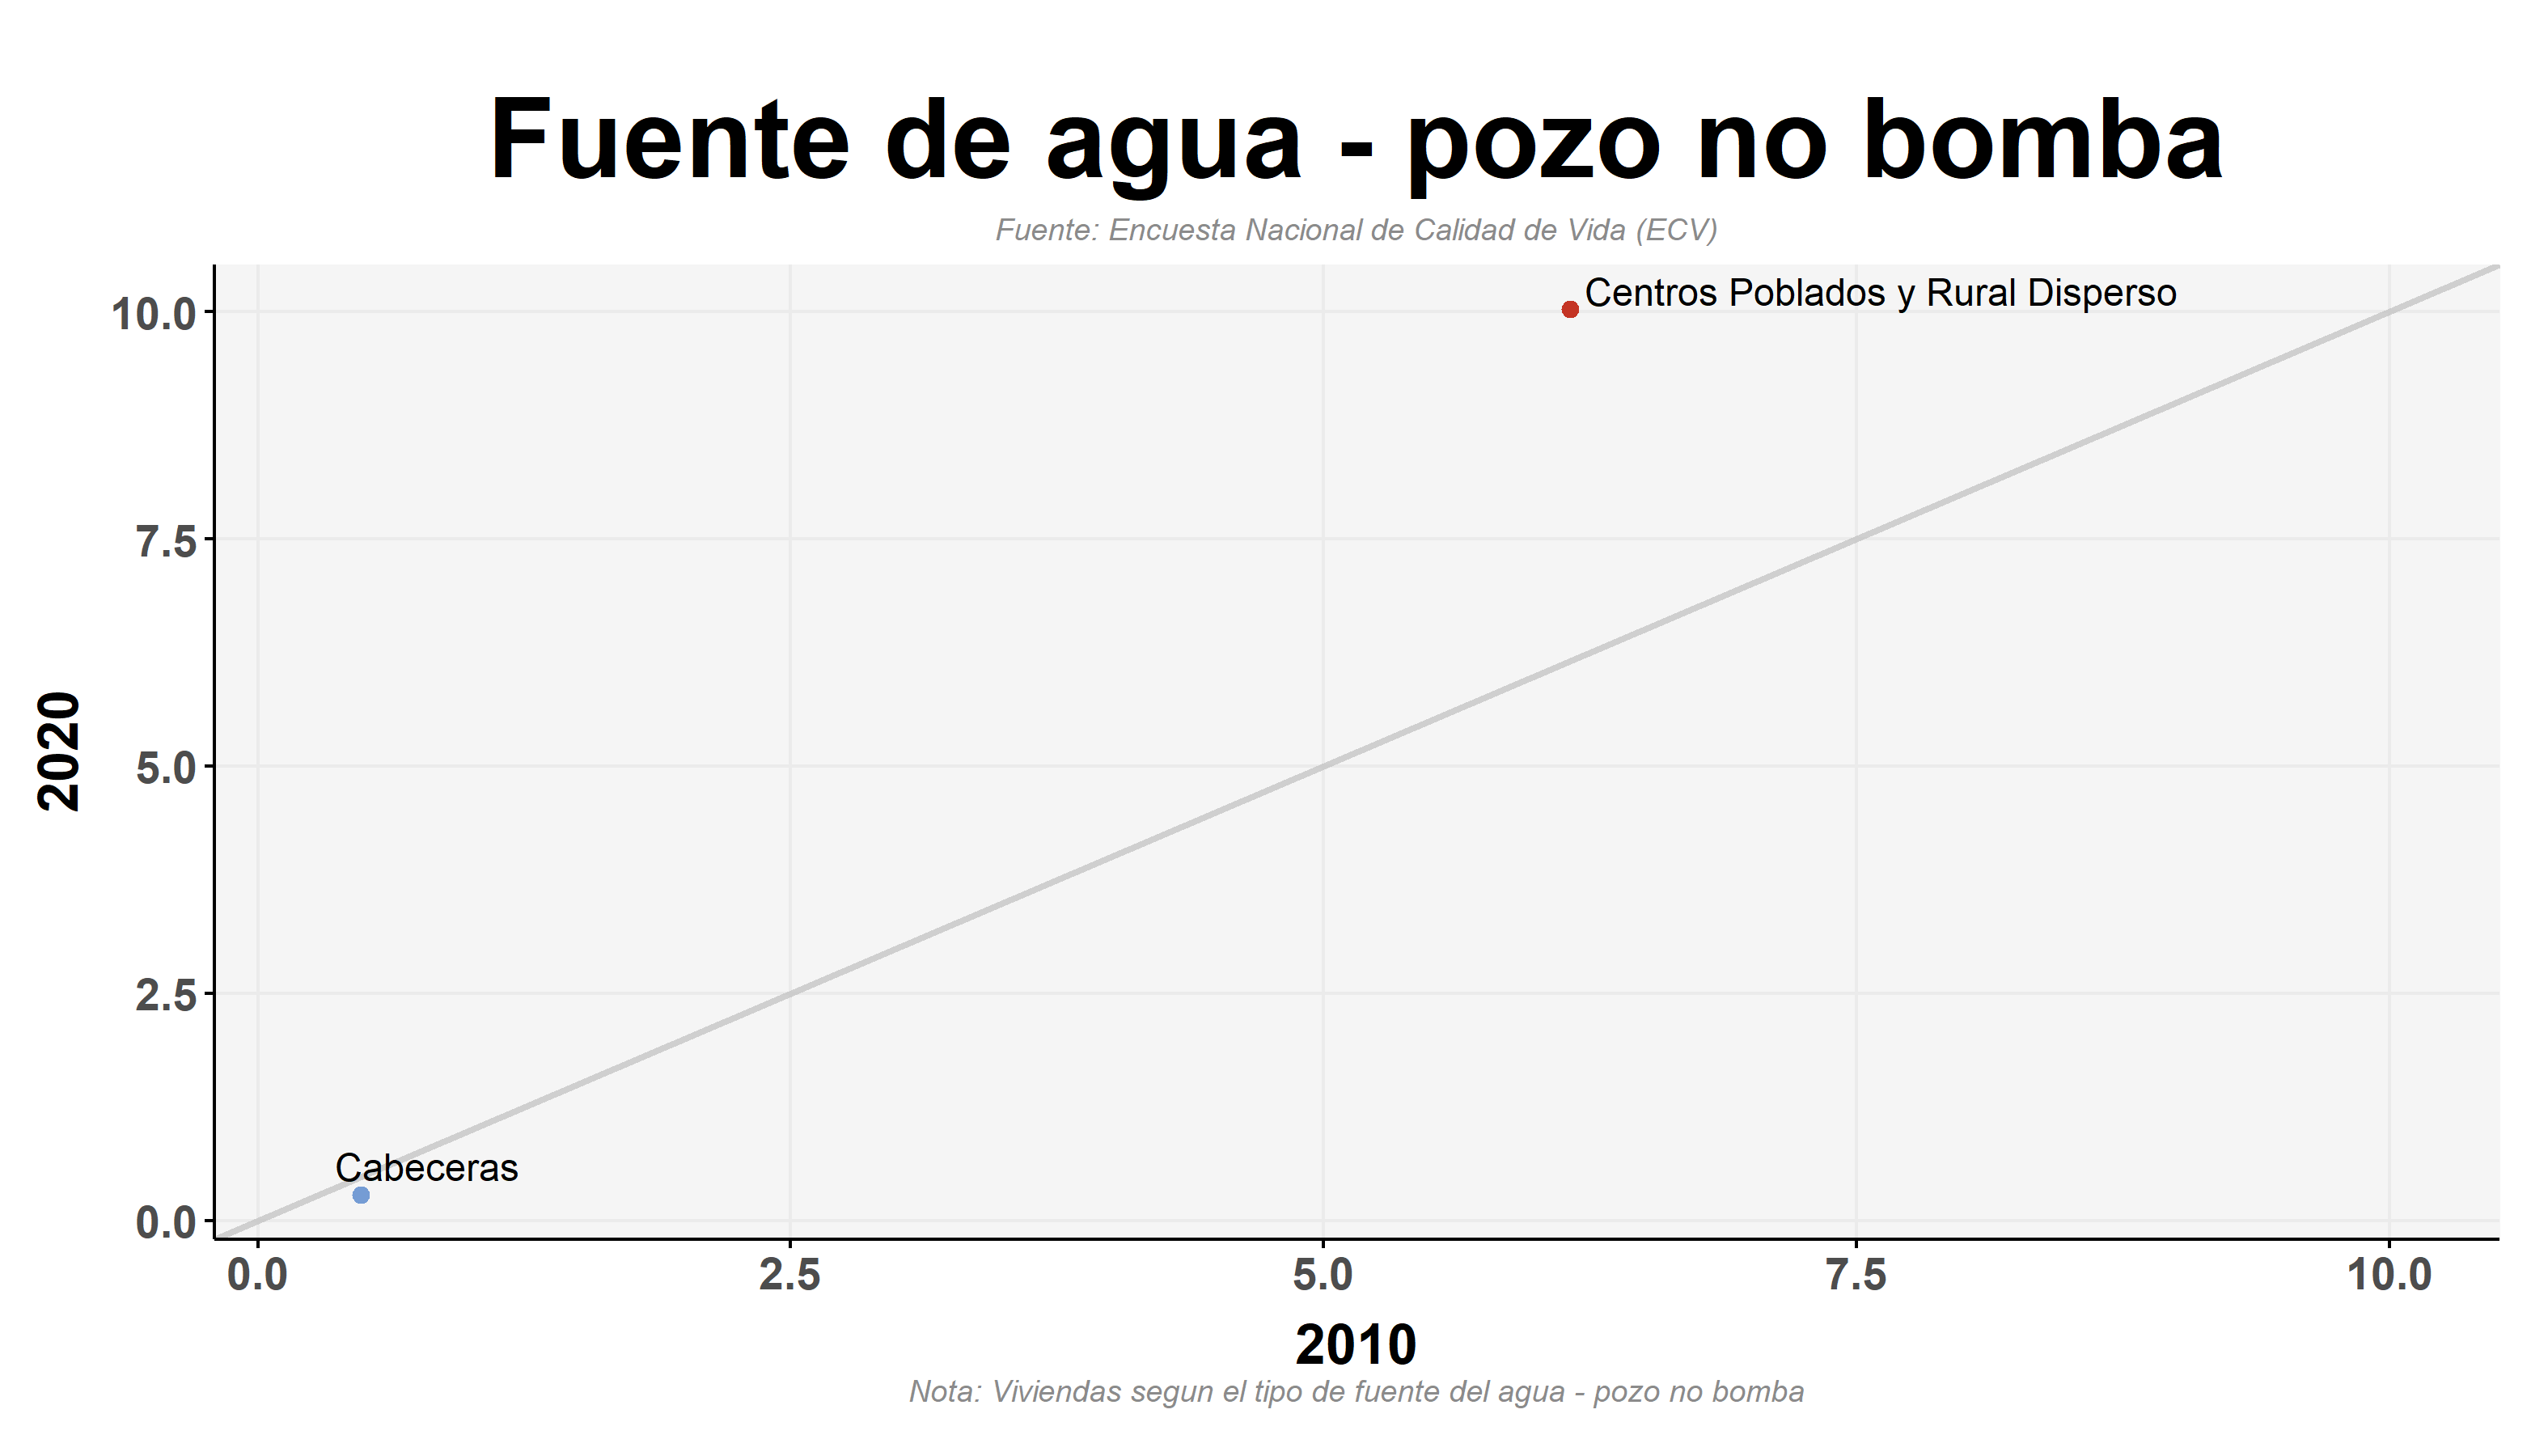 Fuente de agua - pozo no bomba
Fuente: Encuesta Nacional de Calidad de Vida (ECV)
Centros Poblados y Rural Disperso
10.0
7.5
5.0
2.5
0.0
2020
Cabeceras
0.0 2.5 5.0 7.5 10.0
2010
Nota: Viviendas segun el tipo de fuente del agua - pozo no bomba